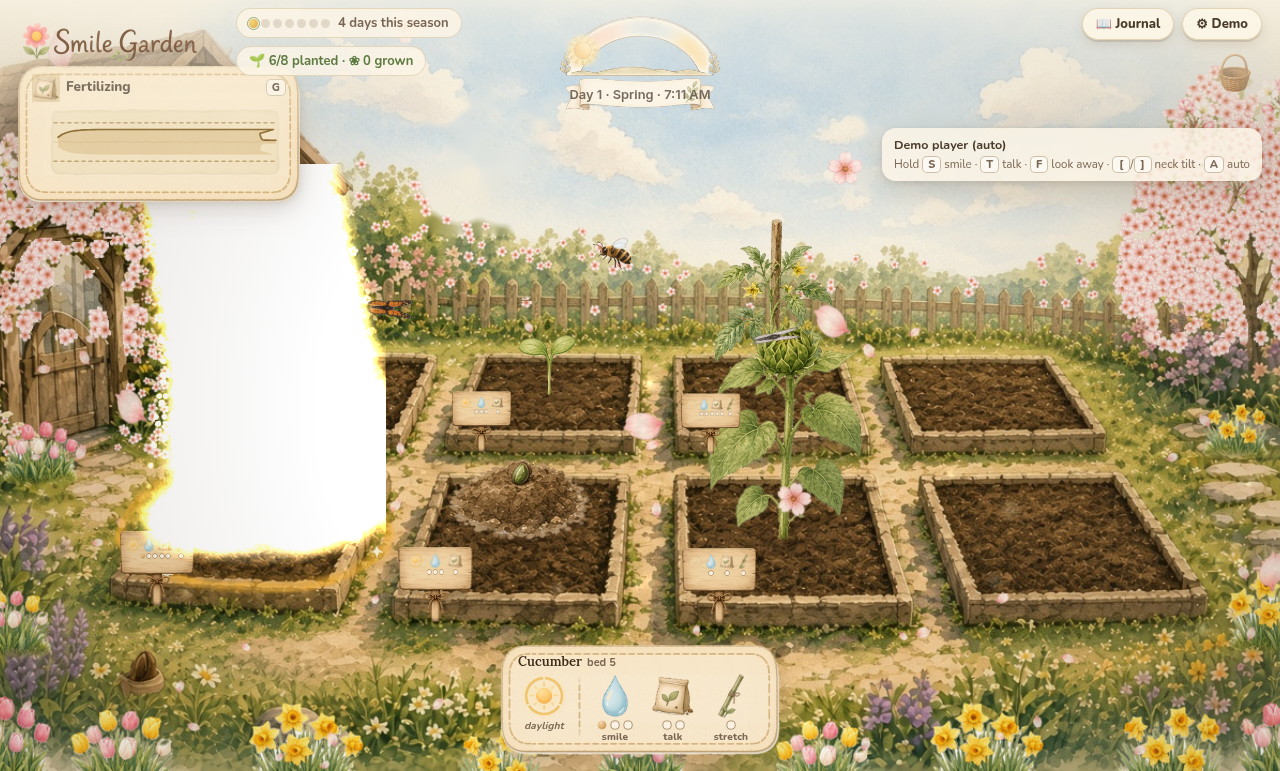 Smile Garden
4 days this season
🌱 6/8 planted · ❀ 0 grown
Fertilizing
G
Day 1 · Spring · 7:11 AM
📖 Journal
⚙ Demo
Demo player (auto)
Hold S smile · T talk · F look away · [ / ] neck tilt · A auto
Cucumber bed 5
daylight
smile
talk
stretch